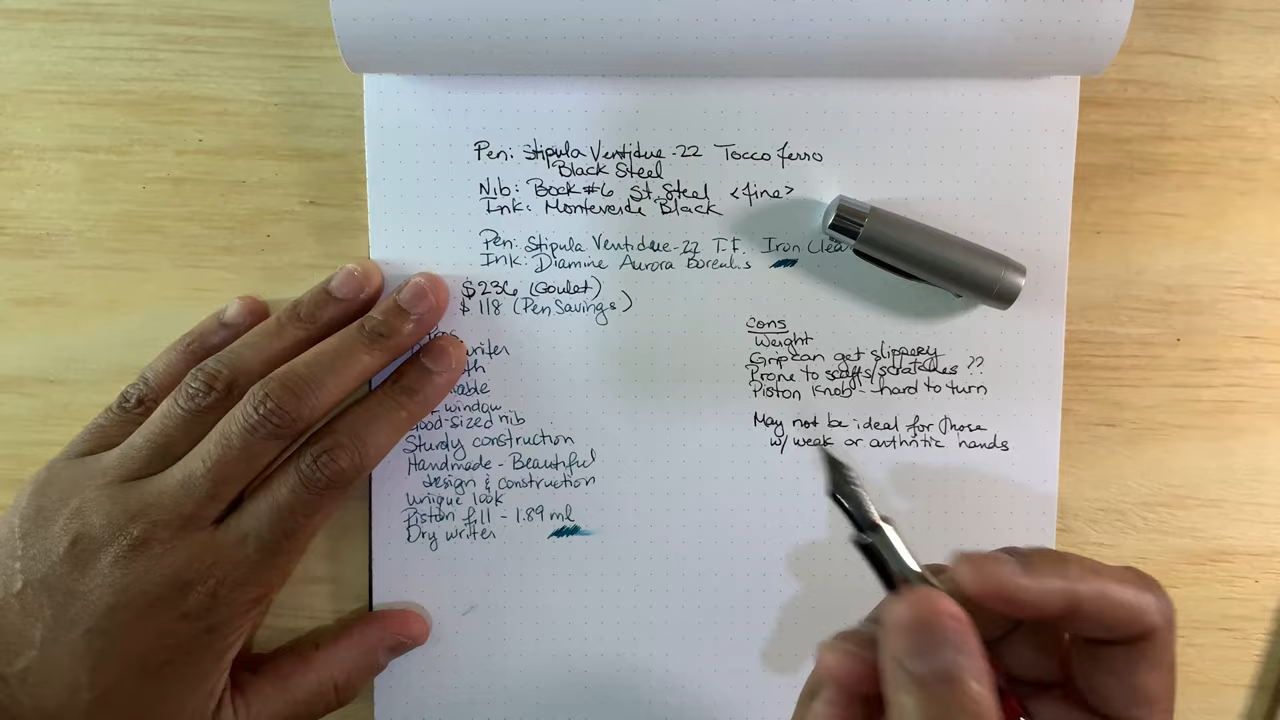 Pen: Stipula Ventidue-22 Tocco ferro
Black Steel
Nib: Bock #6 St. Steel <fine>
Ink: Monteverde Black
Pen: Stipula Ventidue-22 T.F. Iron
Ink: Diamine Aurora Borealis
$236 (Goulet)
$118 (Pen Savings)
writer
window
Good-sized nib
Sturdy construction
Handmade - Beautiful
design & construction
Unique look
Piston fill - 1.89 ml
Dry writer
Cons
Weight
Grip can get slippery
Prone to scuffs/scratches ??
Piston Knob - hard to turn
May not be ideal for those
w/ weak or arthritic hands